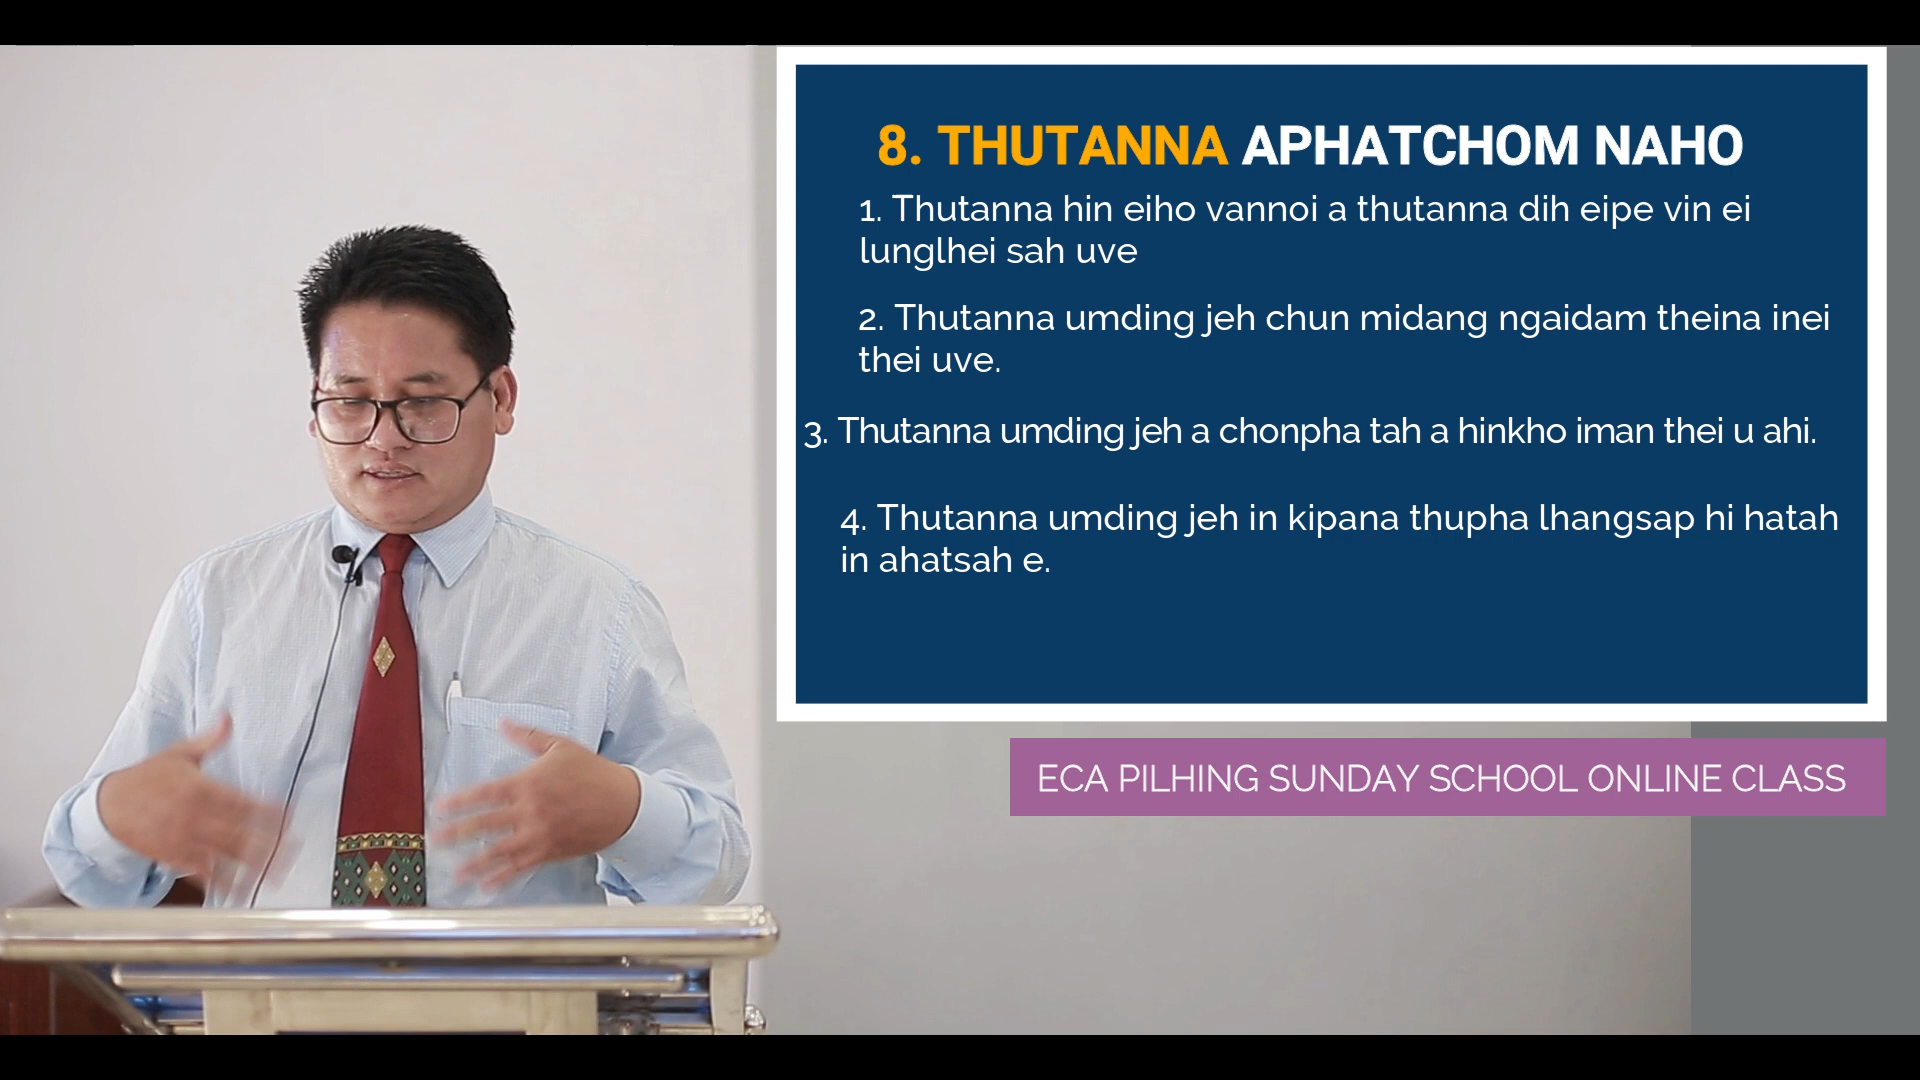 8. THUTANNA APHATCHOM NAHO
1. Thutanna hin eiho vannoi a thutanna dih eipe vin ei
lunglhei sah uve
2. Thutanna umding jeh chun midang ngaidam theina inei
thei uve.
3. Thutanna umding jeh a chonpha tah a hinkho iman thei u ahi.
4. Thutanna umding jeh in kipana thupha lhangsap hi hatah
in ahatsah e.
ECA PILHING SUNDAY SCHOOL ONLINE CLASS